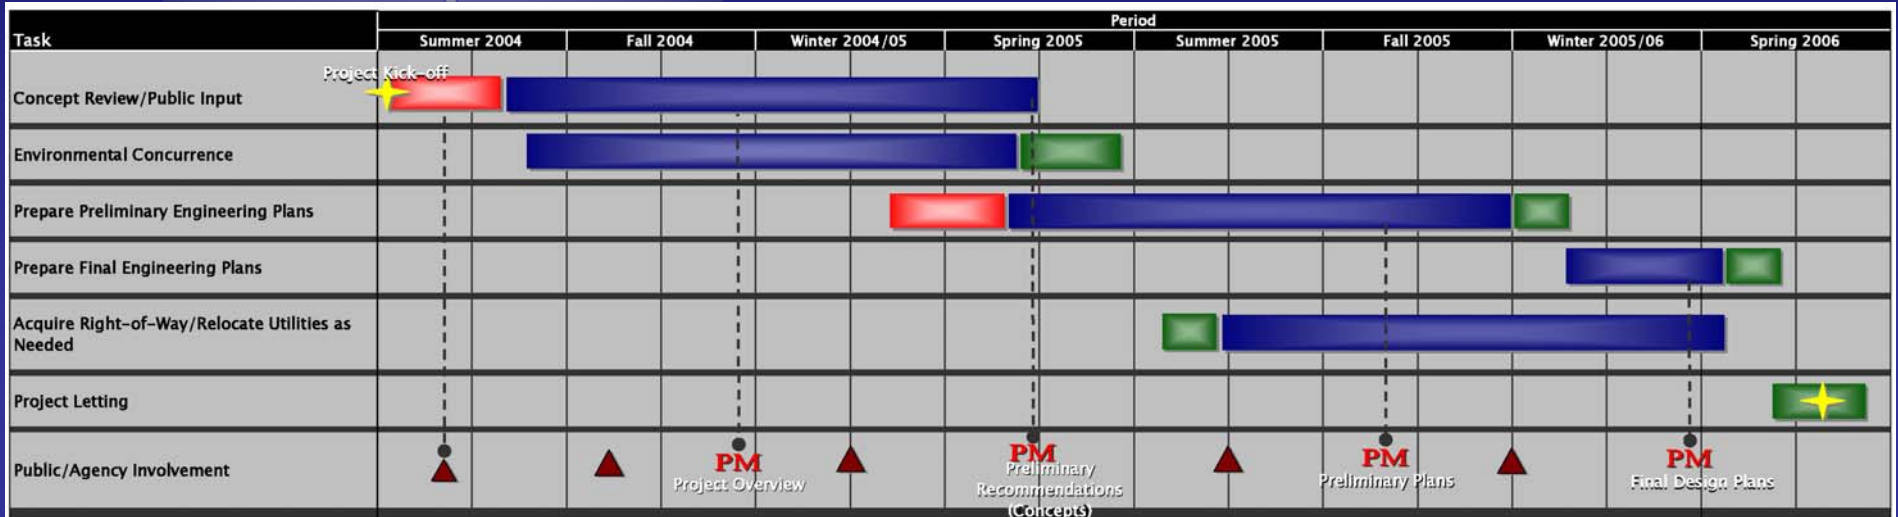 Period
Task
Summer 2004
Fall 2004
Winter 2004/05
Spring 2005
Summer 2005
Fall 2005
Winter 2005/06
Spring 2006
Project Kick-off
Concept Review/Public Input
Environmental Concurrence
Prepare Preliminary Engineering Plans
Prepare Final Engineering Plans
Acquire Right-of-Way/Relocate Utilities as
Needed
Project Letting
Public/Agency Involvement
PM
Project Overview
PM
Preliminary
Recommendations
(Concepts)
PM
Preliminary Plans
PM
Final Design Plans